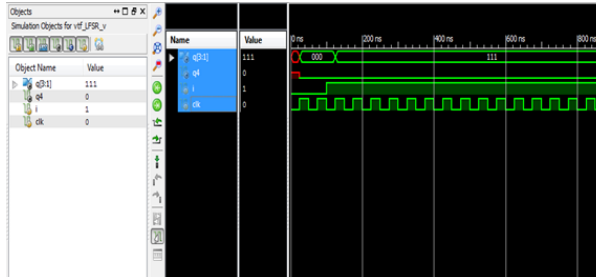 Objects
Simulation Objects for vtf_LFSR_v
Object Name Value
q[3:1] 111
q4 0
i 1
clk 0
Name Value
q[3:1] 111
q4 0
i 1
clk 0
0 ns 200 ns 400 ns 600 ns 800 ns
000 111